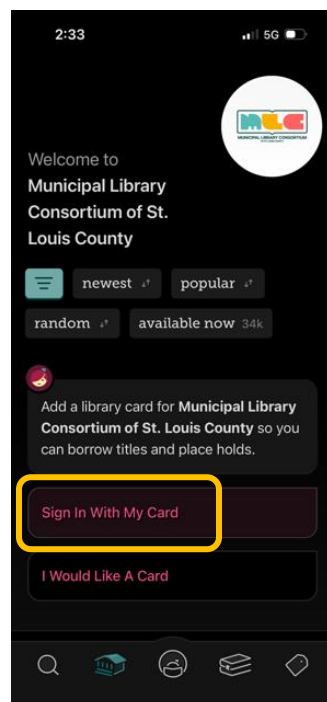 2:33
5G
MLC
MUNICIPAL LIBRARY CONSORTIUM
Welcome to
Municipal Library
Consortium of St.
Louis County
newest
popular
random
available now 34k
Add a library card for Municipal Library
Consortium of St. Louis County so you
can borrow titles and place holds.
Sign In With My Card
I Would Like A Card